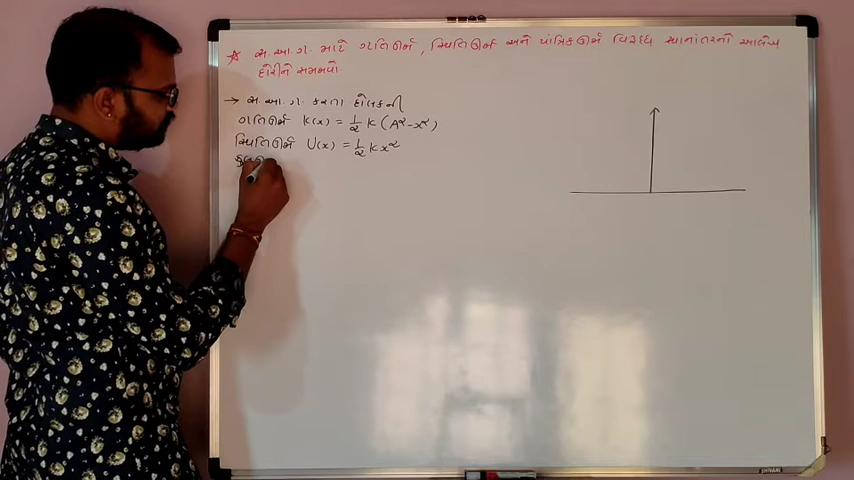 * સ.આ.ગ. માટે ગતિઊર્જા, સ્થિતિઊર્જા અને યાંત્રિકઊર્જા વિરૂદ્ધ સ્થાનાંતરનો આલેખ
દોરીને સમજાવો.
→ સ.આ.ગ. કરતા દોલકની
ગતિઊર્જા K(x) = 1/2 K (A² - x²)
સ્થિતિઊર્જા U(x) = 1/2 K x²